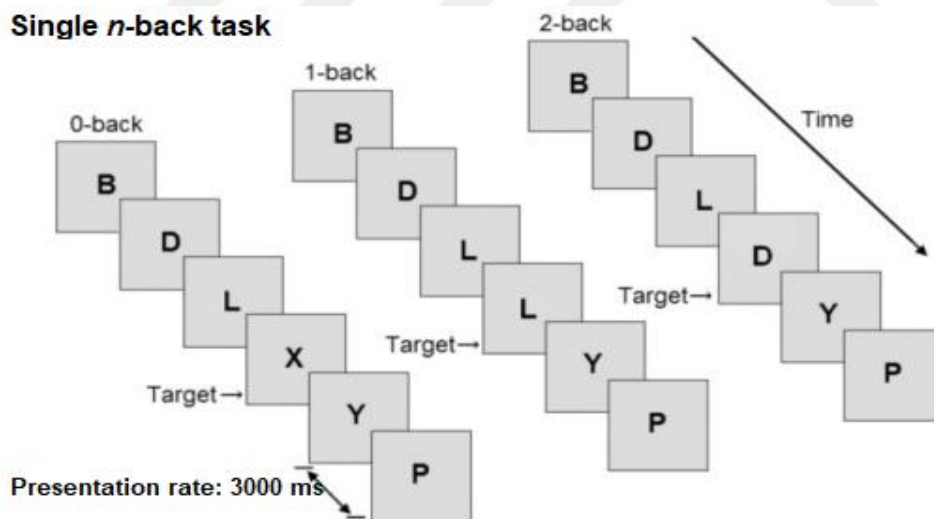 Single n-back task
0-back
B
D
L
X
Target→
Y
P
1-back
B
D
L
L
Target→
Y
P
2-back
B
D
L
D
Target→
Y
P
Time
Presentation rate: 3000 ms